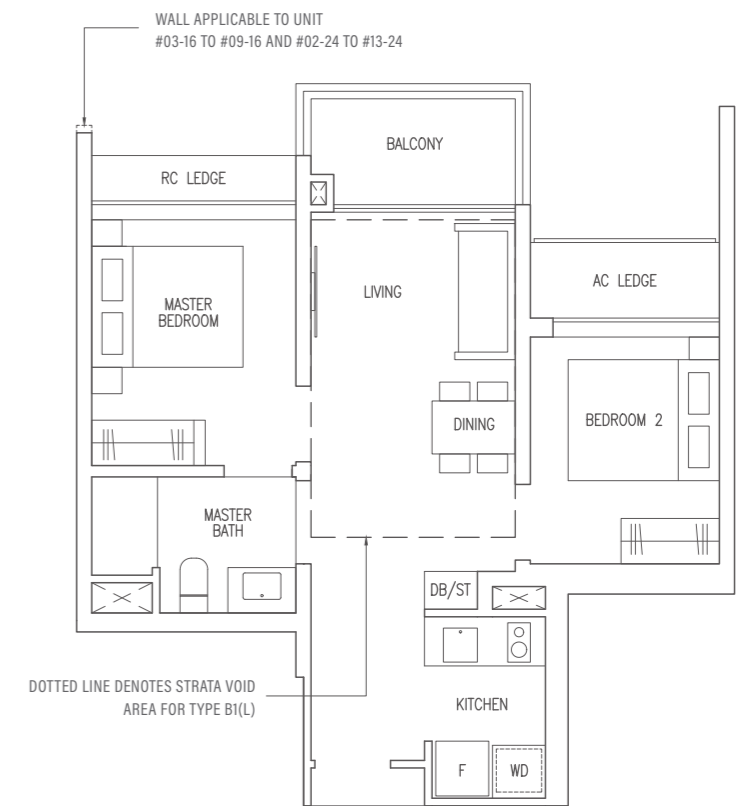 WALL APPLICABLE TO UNIT
#03-16 TO #09-16 AND #02-24 TO #13-24
BALCONY
RC LEDGE
AC LEDGE
LIVING
MASTER
BEDROOM
DINING
BEDROOM 2
MASTER
BATH
DB/ST
DOTTED LINE DENOTES STRATA VOID
AREA FOR TYPE B1(L)
KITCHEN
F
WD